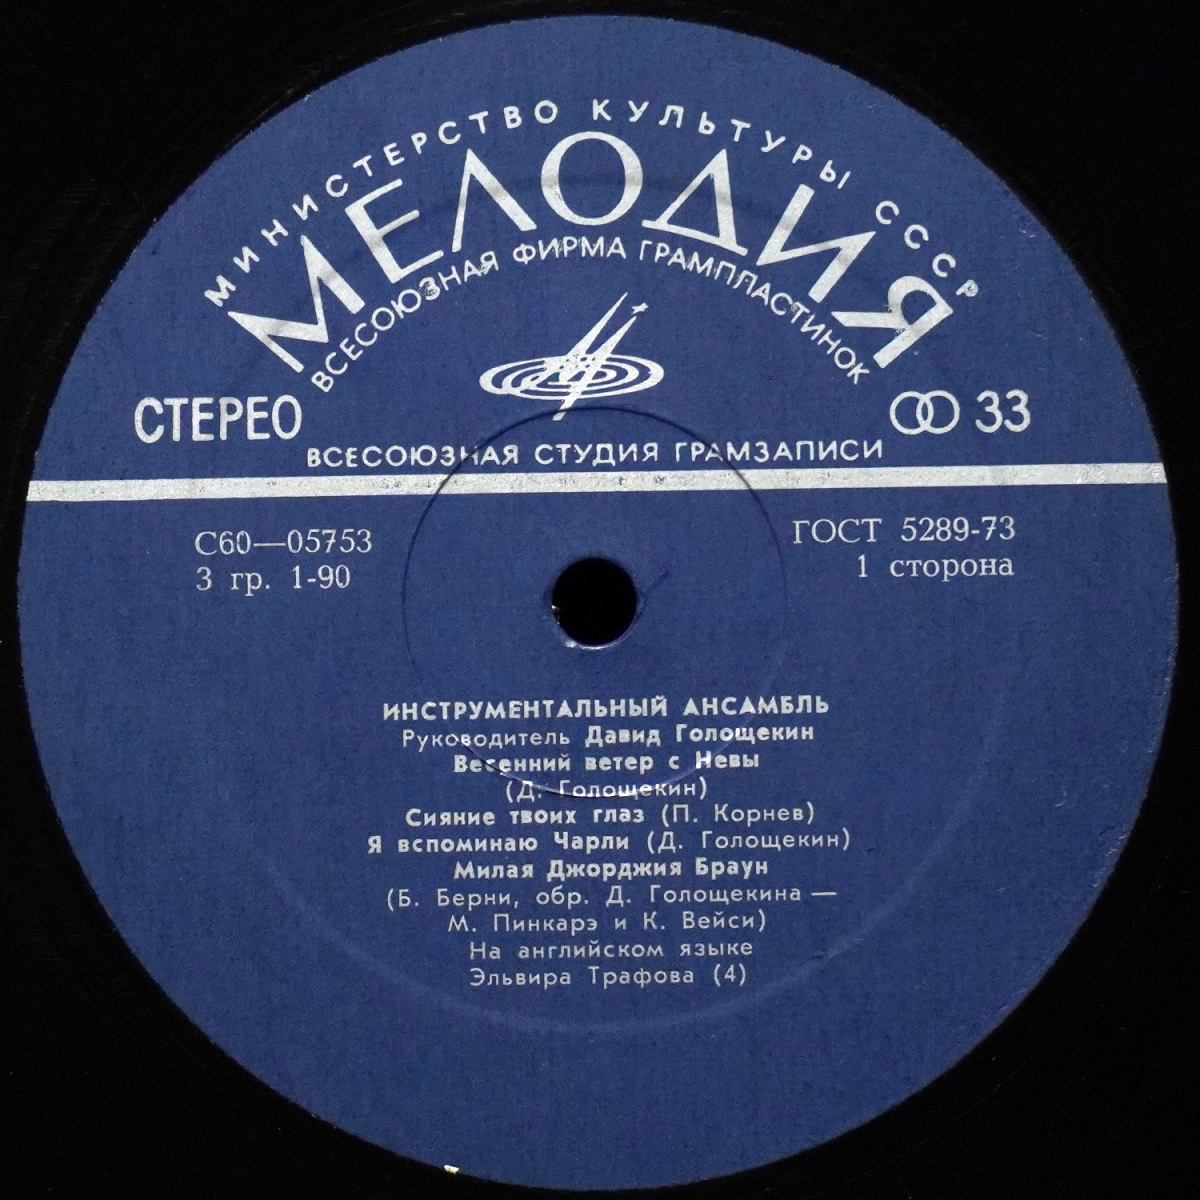 МИНИСТЕРСТВО КУЛЬТУРЫ СССР
МЕЛОДИЯ
ВСЕСОЮЗНАЯ ФИРМА ГРАМПЛАСТИНОК
СТЕРЕО
33
ВСЕСОЮЗНАЯ СТУДИЯ ГРАМЗАПИСИ
С60—05753
ГОСТ 5289-73
3 гр. 1-90
1 сторона
ИНСТРУМЕНТАЛЬНЫЙ АНСАМБЛЬ
Руководитель Давид Голощекин
Весенний ветер с Невы
(Д. Голощекин)
Сияние твоих глаз (П. Корнев)
Я вспоминаю Чарли (Д. Голощекин)
Милая Джорджия Браун
(Б. Берни, обр. Д. Голощекина —
М. Пинкарэ и К. Вейси)
На английском языке
Эльвира Трафова (4)